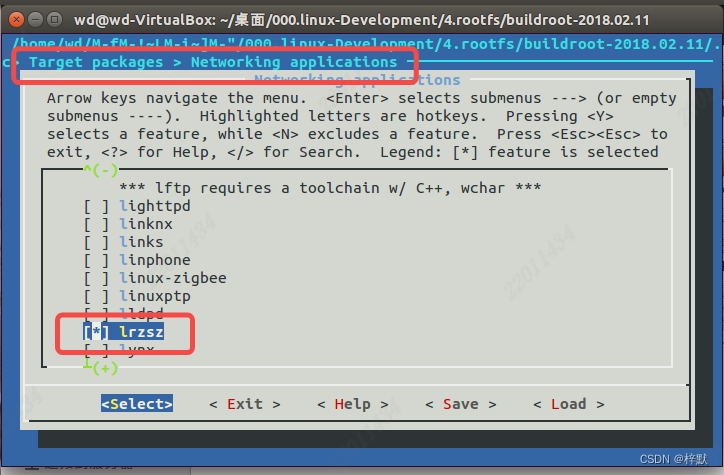 wd@wd-VirtualBox: ~/桌面/000.linux-Development/4.rootfs/buildroot-2018.02.11
/home/wd/M-fM-!~LM-i~]M-"/000.linux-Development/4.rootfs/buildroot-2018.02.11/.
c> Target packages > Networking applications
Networking applications
Arrow keys navigate the menu.  <Enter> selects submenus ---> (or empty
submenus ----).  Highlighted letters are hotkeys.  Pressing <Y>
selects a feature, while <N> excludes a feature.  Press <Esc><Esc> to
exit, <?> for Help, </> for Search.  Legend: [*] feature is selected
^(-)
*** lftp requires a toolchain w/ C++, wchar ***
[ ] lighttpd
[ ] linknx
[ ] links
[ ] linphone
[ ] linux-zigbee
[ ] linuxptp
[ ] lldpd
[*] lrzsz
[ ] lynx
(+)
<Select>    < Exit >    < Help >    < Save >    < Load >
22011434
CSDN @梓默